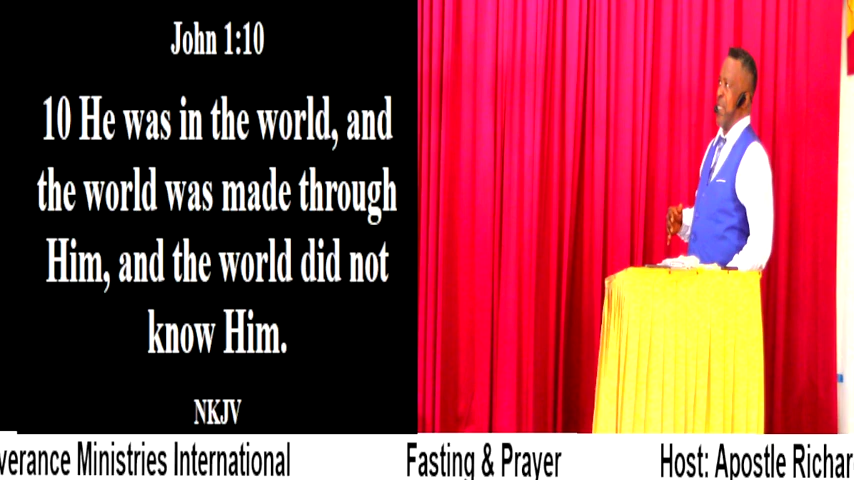 John 1:10
10 He was in the world, and
the world was made through
Him, and the world did not
know Him.
NKJV
verance Ministries International Fasting & Prayer Host: Apostle Richar